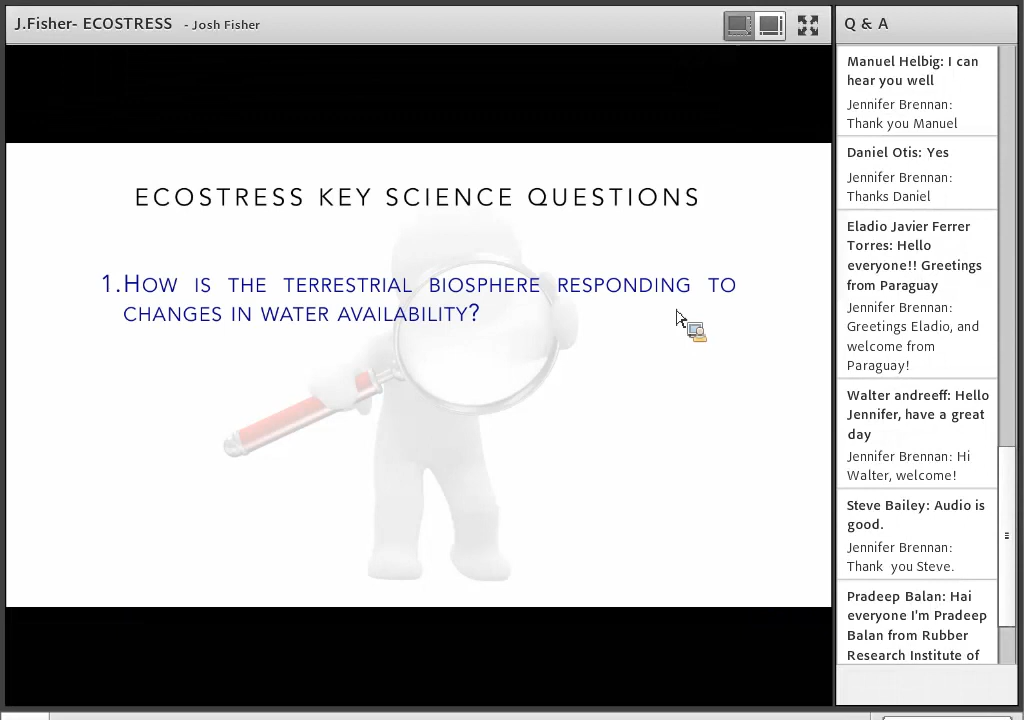 J.Fisher- ECOSTRESS - Josh Fisher
ECOSTRESS KEY SCIENCE QUESTIONS
1.HOW IS THE TERRESTRIAL BIOSPHERE RESPONDING TO
CHANGES IN WATER AVAILABILITY?
Q & A
Manuel Helbig: I can
hear you well
Jennifer Brennan:
Thank you Manuel
Daniel Otis: Yes
Jennifer Brennan:
Thanks Daniel
Eladio Javier Ferrer
Torres: Hello
everyone!! Greetings
from Paraguay
Jennifer Brennan:
Greetings Eladio, and
welcome from
Paraguay!
Walter andreeff: Hello
Jennifer, have a great
day
Jennifer Brennan: Hi
Walter, welcome!
Steve Bailey: Audio is
good.
Jennifer Brennan:
Thank  you Steve.
Pradeep Balan: Hai
everyone I'm Pradeep
Balan from Rubber
Research Institute of